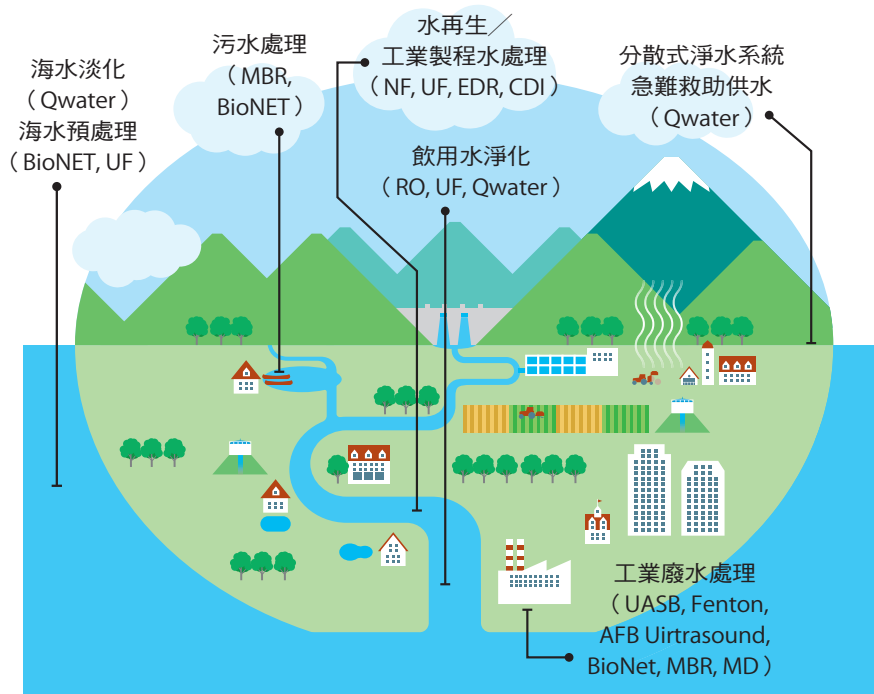 海水淡化
（Qwater）
海水預處理
（BioNET, UF）
污水處理
（MBR,
BioNET）
水再生／
工業製程水處理
（NF, UF, EDR, CDI）
飲用水淨化
（RO, UF, Qwater）
分散式淨水系統
急難救助供水
（Qwater）
工業廢水處理
（UASB, Fenton,
AFB Uirtrasound,
BioNet, MBR, MD）